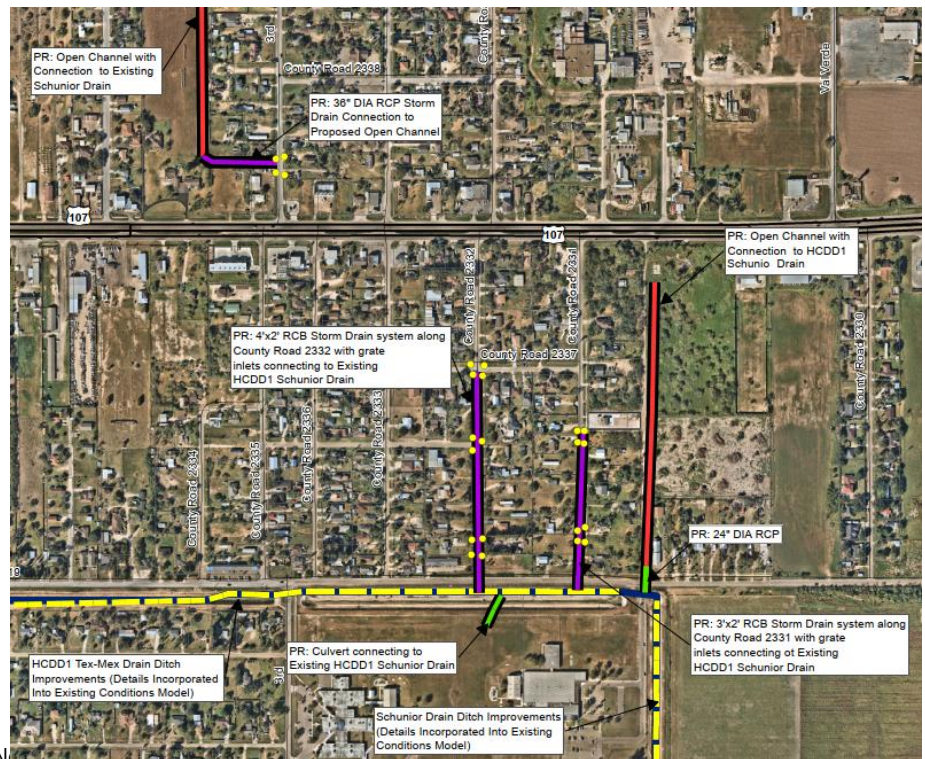 PR: Open Channel with
Connection to Existing
Schunior Drain
3rd
County Road 2338
County Ro
Val Verde
PR: 36" DIA RCP Storm
Drain Connection to
Proposed Open Channel
107
107
PR: Open Channel with
Connection to HCDD1
Schunio Drain
County Road 2332
County Road 2331
PR: 4'x2' RCB Storm Drain system along
County Road 2332 with grate
inlets connecting to Existing
HCDD1 Schunior Drain
County Road 2337
County Road 2330
County Road 2334
County Road 2335
County Road 2336
County Road 2333
PR: 24" DIA RCP
19
PR: 3'x2' RCB Storm Drain system along
County Road 2331 with grate
inlets connecting ot Existing
HCDD1 Schunior Drain
HCDD1 Tex-Mex Drain Ditch
Improvements (Details Incorporated
Into Existing Conditions Model)
3rd
PR: Culvert connecting to
Existing HCDD1 Schunior Drain
Schunior Drain Ditch Improvements
(Details Incorporated Into Existing
Conditions Model)